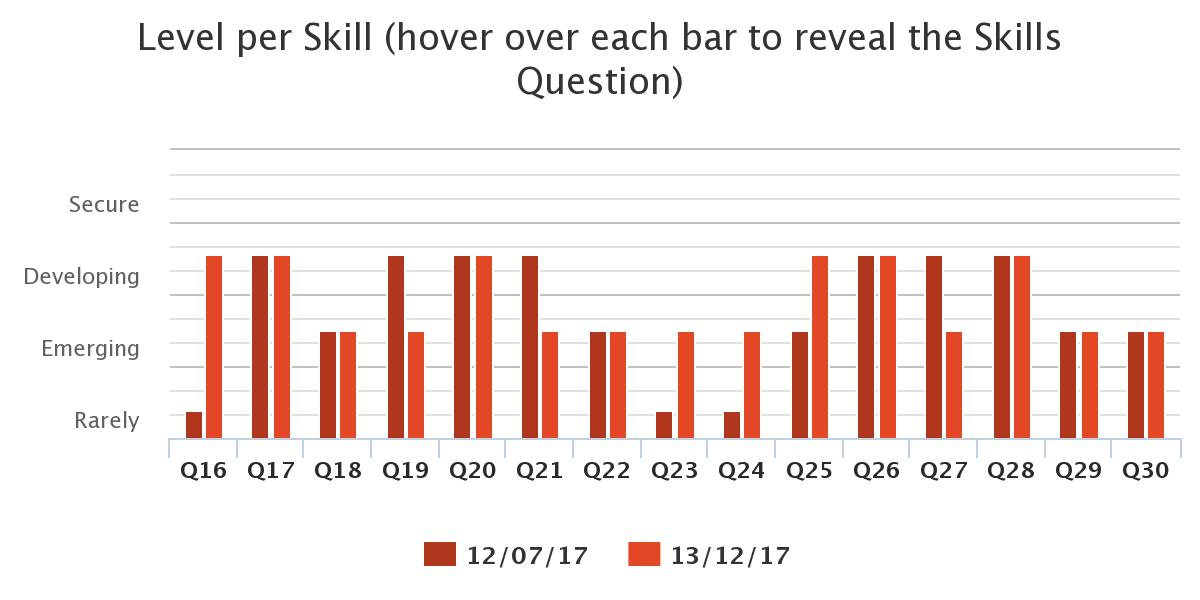 Level per Skill (hover over each bar to reveal the Skills
Question)
Secure
Developing
Emerging
Rarely
Q16 Q17 Q18 Q19 Q20 Q21 Q22 Q23 Q24 Q25 Q26 Q27 Q28 Q29 Q30
12/07/17 13/12/17